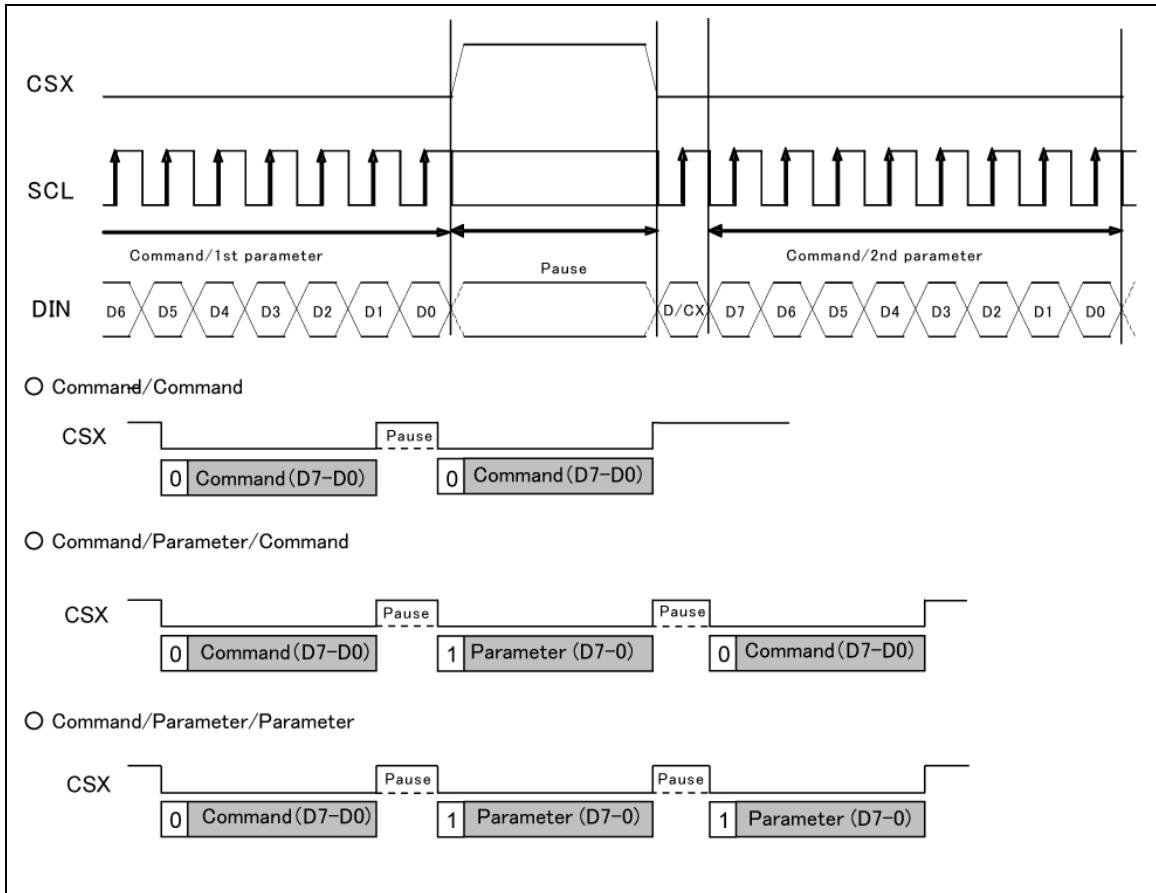 CSX
SCL
Command/1st parameter
Pause
Command/2nd parameter
DIN D6 D5 D4 D3 D2 D1 D0 D/CX D7 D6 D5 D4 D3 D2 D1 D0
Command/Command
CSX Pause
0 Command(D7-D0) 0 Command(D7-D0)
Command/Parameter/Command
CSX Pause Pause
0 Command(D7-D0) 1 Parameter (D7-0) 0 Command(D7-D0)
Command/Parameter/Parameter
CSX Pause Pause
0 Command(D7-D0) 1 Parameter (D7-0) 1 Parameter (D7-0)